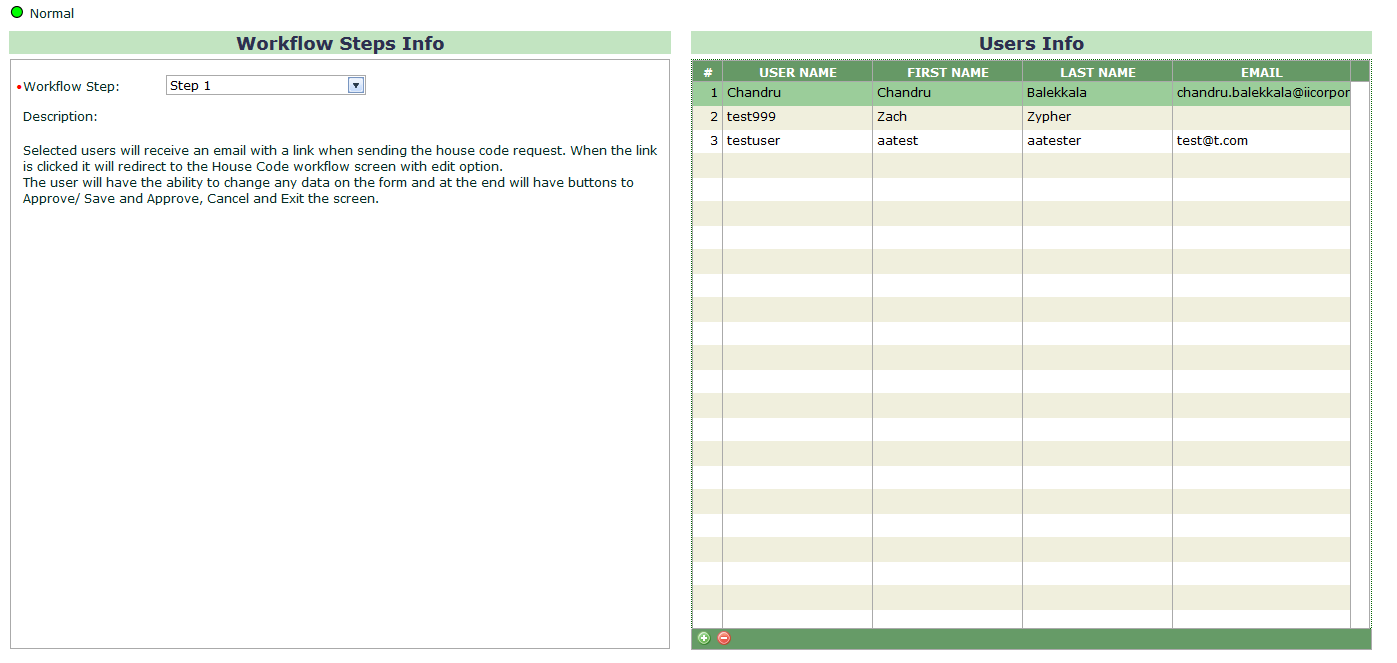 Normal
Workflow Steps Info
•Workflow Step: Step 1
Description:
Selected users will receive an email with a link when sending the house code request. When the link
is clicked it will redirect to the House Code workflow screen with edit option.
The user will have the ability to change any data on the form and at the end will have buttons to
Approve/ Save and Approve, Cancel and Exit the screen.
Users Info
# USER NAME FIRST NAME LAST NAME EMAIL
1 Chandru Chandru Balekkala chandru.balekkala@iicorpor
2 test999 Zach Zypher
3 testuser aatest aatester test@t.com